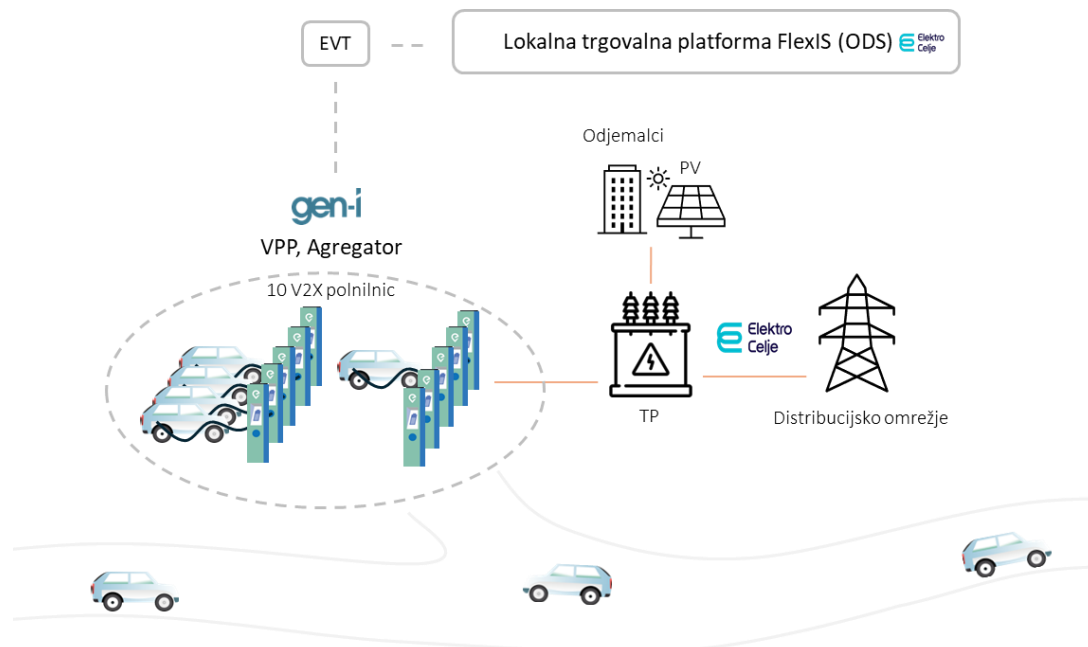 EVT
Lokalna trgovalna platforma FlexIS (ODS)
Elektro
Celje
Odjemalci
PV
gen-i
VPP, Agregator
10 V2X polnilnic
Elektro
Celje
TP
Distribucijsko omrežje